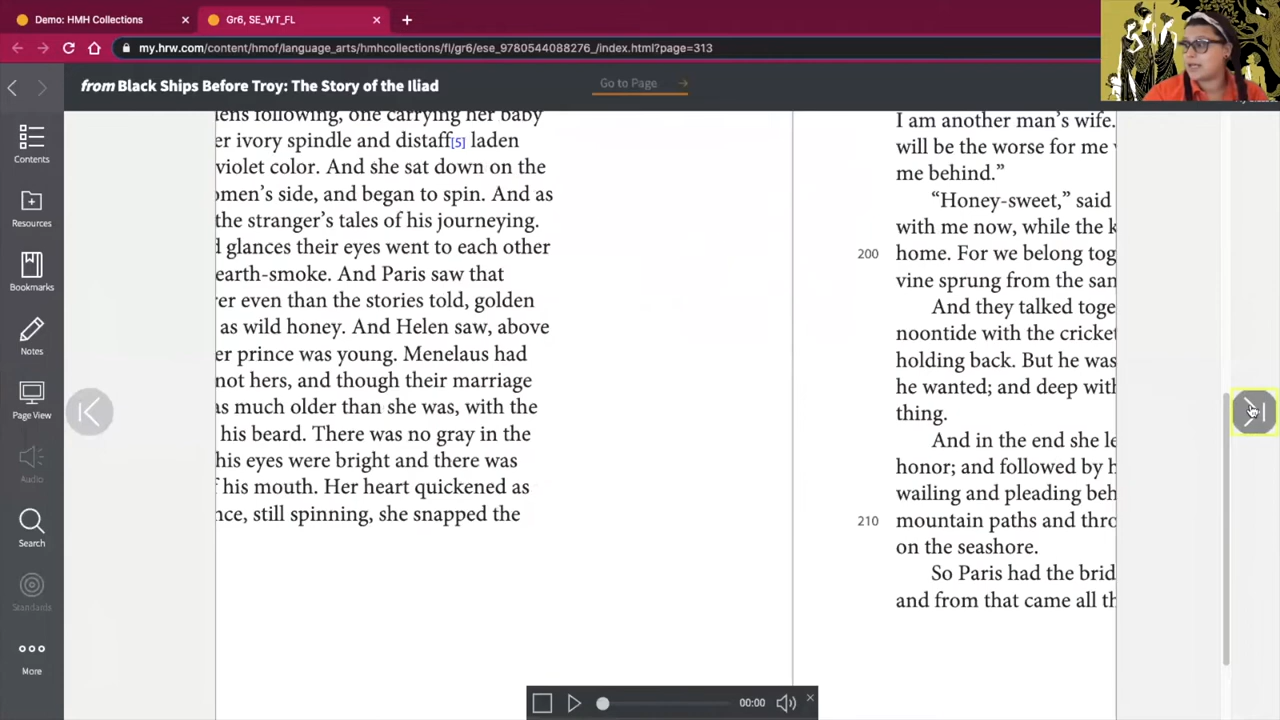 Demo: HMH Collections
Gr6, SE_WT_FL
my.hrw.com/content/hmof/language_arts/hmhcollections/fl/gr6/ese_9780544088276_/index.html?page=313
from Black Ships Before Troy: The Story of the Iliad
Go to Page
Contents
Resources
Bookmarks
Notes
Page View
Audio
Search
Standards
More
lens following, one carrying her baby
er ivory spindle and distaff[5] laden
violet color. And she sat down on the
omen's side, and began to spin. And as
the stranger's tales of his journeying.
d glances their eyes went to each other
earth-smoke. And Paris saw that
er even than the stories told, golden
as wild honey. And Helen saw, above
er prince was young. Menelaus had
not hers, and though their marriage
as much older than she was, with the
his beard. There was no gray in the
his eyes were bright and there was
f his mouth. Her heart quickened as
nce, still spinning, she snapped the
I am another man's wife.
will be the worse for me
me behind.”
“Honey-sweet,” said
with me now, while the k
200 home. For we belong tog
vine sprung from the san
And they talked toge
noontide with the cricket
holding back. But he was
he wanted; and deep with
thing.
And in the end she le
honor; and followed by h
wailing and pleading beh
210 mountain paths and thro
on the seashore.
So Paris had the brid
and from that came all th
00:00